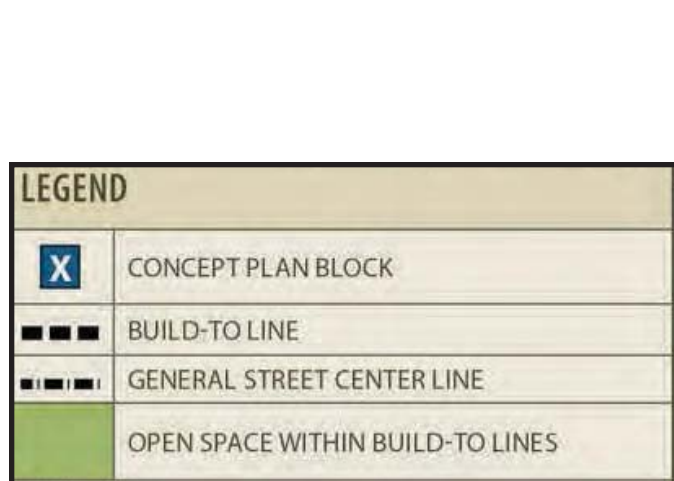 LEGEND
X CONCEPT PLAN BLOCK
BUILD-TO LINE
GENERAL STREET CENTER LINE
OPEN SPACE WITHIN BUILD-TO LINES